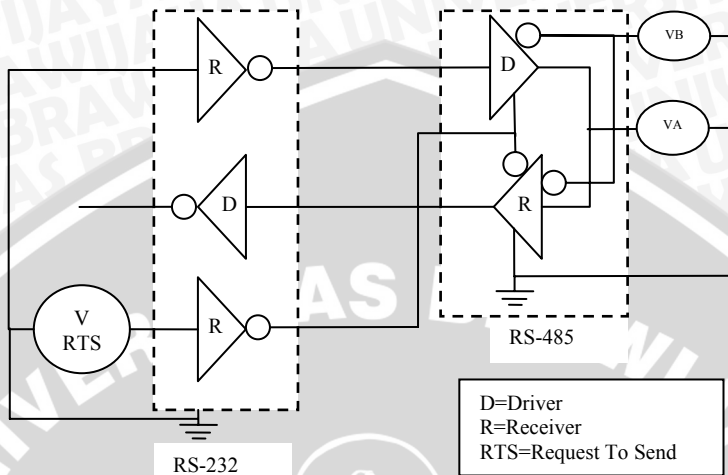 R
D
VB
VA
D
R
V
RTS
R
RS-485
RS-232
D=Driver
R=Receiver
RTS=Request To Send